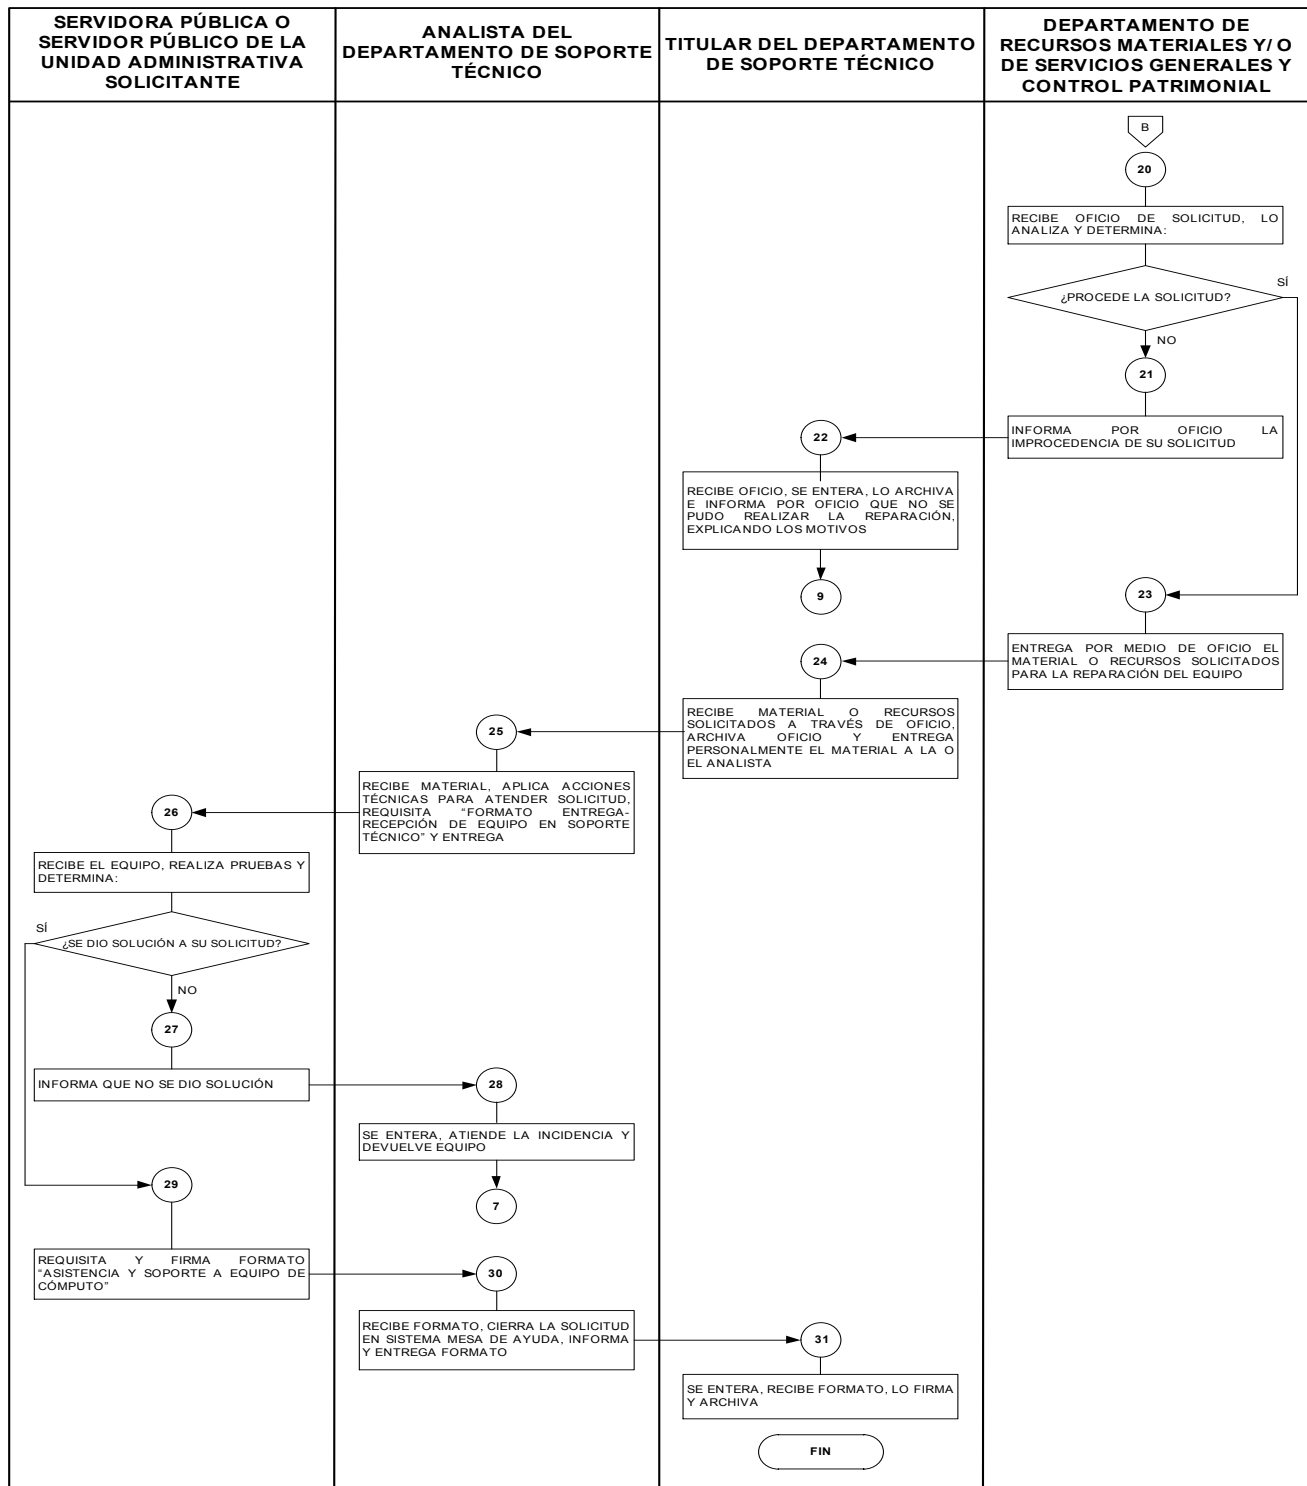 SERVIDORA PÚBLICA O
SERVIDOR PÚBLICO DE LA
UNIDAD ADMINISTRATIVA
SOLICITANTE
ANALISTA DEL
DEPARTAMENTO DE SOPORTE
TÉCNICO
TITULAR DEL DEPARTAMENTO
DE SOPORTE TÉCNICO
DEPARTAMENTO DE
RECURSOS MATERIALES Y/ O
DE SERVICIOS GENERALES Y
CONTROL PATRIMONIAL
B
20
RECIBE OFICIO DE SOLICITUD, LO
ANALIZA Y DETERMINA:
¿PROCEDE LA SOLICITUD?
SÍ
NO
21
INFORMA POR OFICIO LA
IMPROCEDENCIA DE SU SOLICITUD
22
RECIBE OFICIO, SE ENTERA, LO ARCHIVA
E INFORMA POR OFICIO QUE NO SE
PUDO REALIZAR LA REPARACIÓN,
EXPLICANDO LOS MOTIVOS
9
23
ENTREGA POR MEDIO DE OFICIO EL
MATERIAL O RECURSOS SOLICITADOS
PARA LA REPARACIÓN DEL EQUIPO
24
RECIBE MATERIAL O RECURSOS
SOLICITADOS A TRAVÉS DE OFICIO,
ARCHIVA OFICIO Y ENTREGA
PERSONALMENTE EL MATERIAL A LA O
EL ANALISTA
25
RECIBE MATERIAL, APLICA ACCIONES
TÉCNICAS PARA ATENDER SOLICITUD,
REQUISITA “FORMATO ENTREGA-
RECEPCIÓN DE EQUIPO EN SOPORTE
TÉCNICO” Y ENTREGA
26
RECIBE EL EQUIPO, REALIZA PRUEBAS Y
DETERMINA:
SÍ
¿SE DIO SOLUCIÓN A SU SOLICITUD?
NO
27
INFORMA QUE NO SE DIO SOLUCIÓN
28
SE ENTERA, ATIENDE LA INCIDENCIA Y
DEVUELVE EQUIPO
7
29
REQUISITA Y FIRMA FORMATO
“ASISTENCIA Y SOPORTE A EQUIPO DE
CÓMPUTO”
30
RECIBE FORMATO, CIERRA LA SOLICITUD
EN SISTEMA MESA DE AYUDA, INFORMA
Y ENTREGA FORMATO
31
SE ENTERA, RECIBE FORMATO, LO FIRMA
Y ARCHIVA
FIN